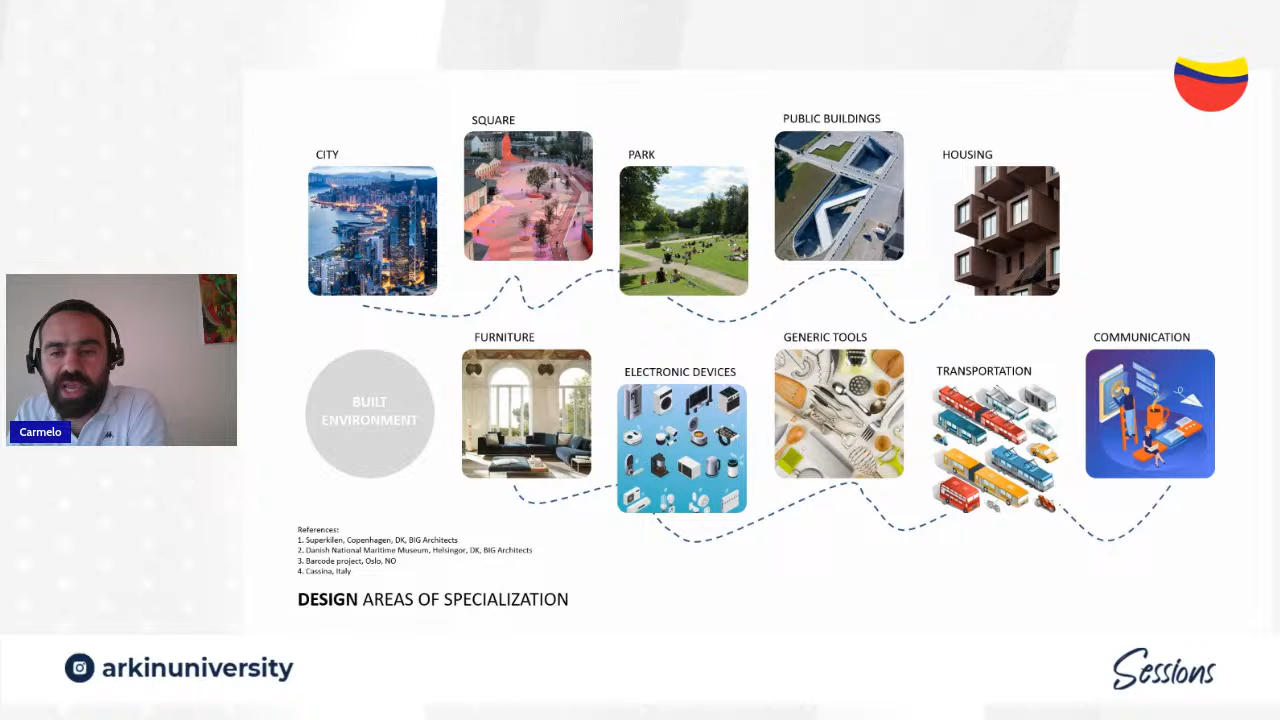 SQUARE
PUBLIC BUILDINGS
CITY
PARK
HOUSING
FURNITURE
GENERIC TOOLS
COMMUNICATION
ELECTRONIC DEVICES
TRANSPORTATION
BUILT
ENVIRONMENT
Carmelo
References:
1. Superkilen, Copenhagen, DK, BIG Architects
2. Danish National Maritime Museum, Helsingor, DK, BIG Architects
3. Barcode project, Oslo, NO
4. Cassina, Italy
DESIGN AREAS OF SPECIALIZATION
arkinuniversity
Sessions